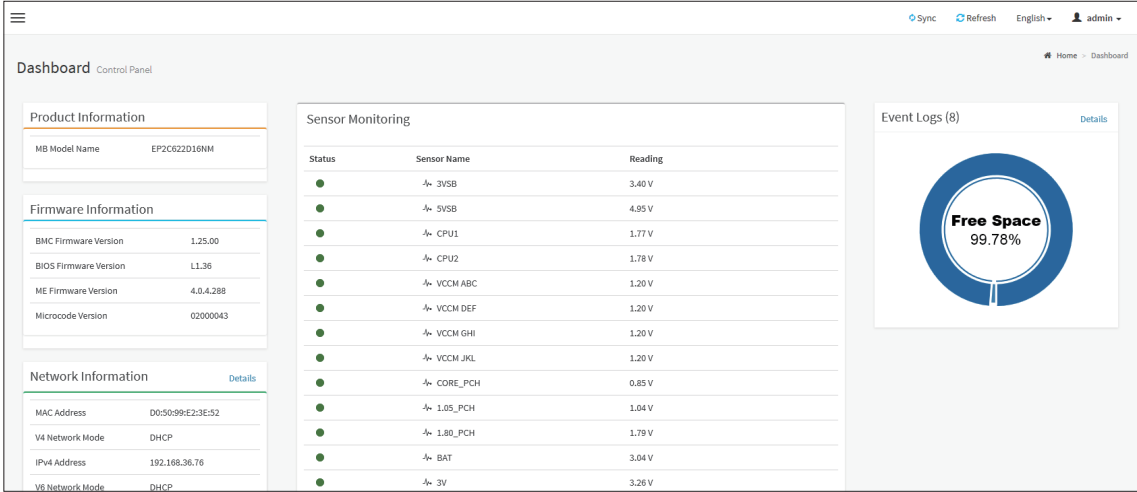 Sync Refresh English admin
Dashboard Control Panel
Home > Dashboard
Product Information
MB Model Name EP2C622D16NM
Firmware Information
BMC Firmware Version 1.25.00
BIOS Firmware Version L1.36
ME Firmware Version 4.0.4.288
Microcode Version 02000043
Network Information Details
MAC Address D0:50:99:E2:3E:52
V4 Network Mode DHCP
IPv4 Address 192.168.36.76
V6 Network Mode DHCP
Sensor Monitoring
Status Sensor Name Reading
3VSB 3.40 V
5VSB 4.95 V
CPU1 1.77 V
CPU2 1.78 V
VCCM ABC 1.20 V
VCCM DEF 1.20 V
VCCM GHI 1.20 V
VCCM JKL 1.20 V
CORE_PCH 0.85 V
1.05_PCH 1.04 V
1.80_PCH 1.79 V
BAT 3.04 V
3V 3.26 V
Event Logs (8) Details
Free Space
99.78%